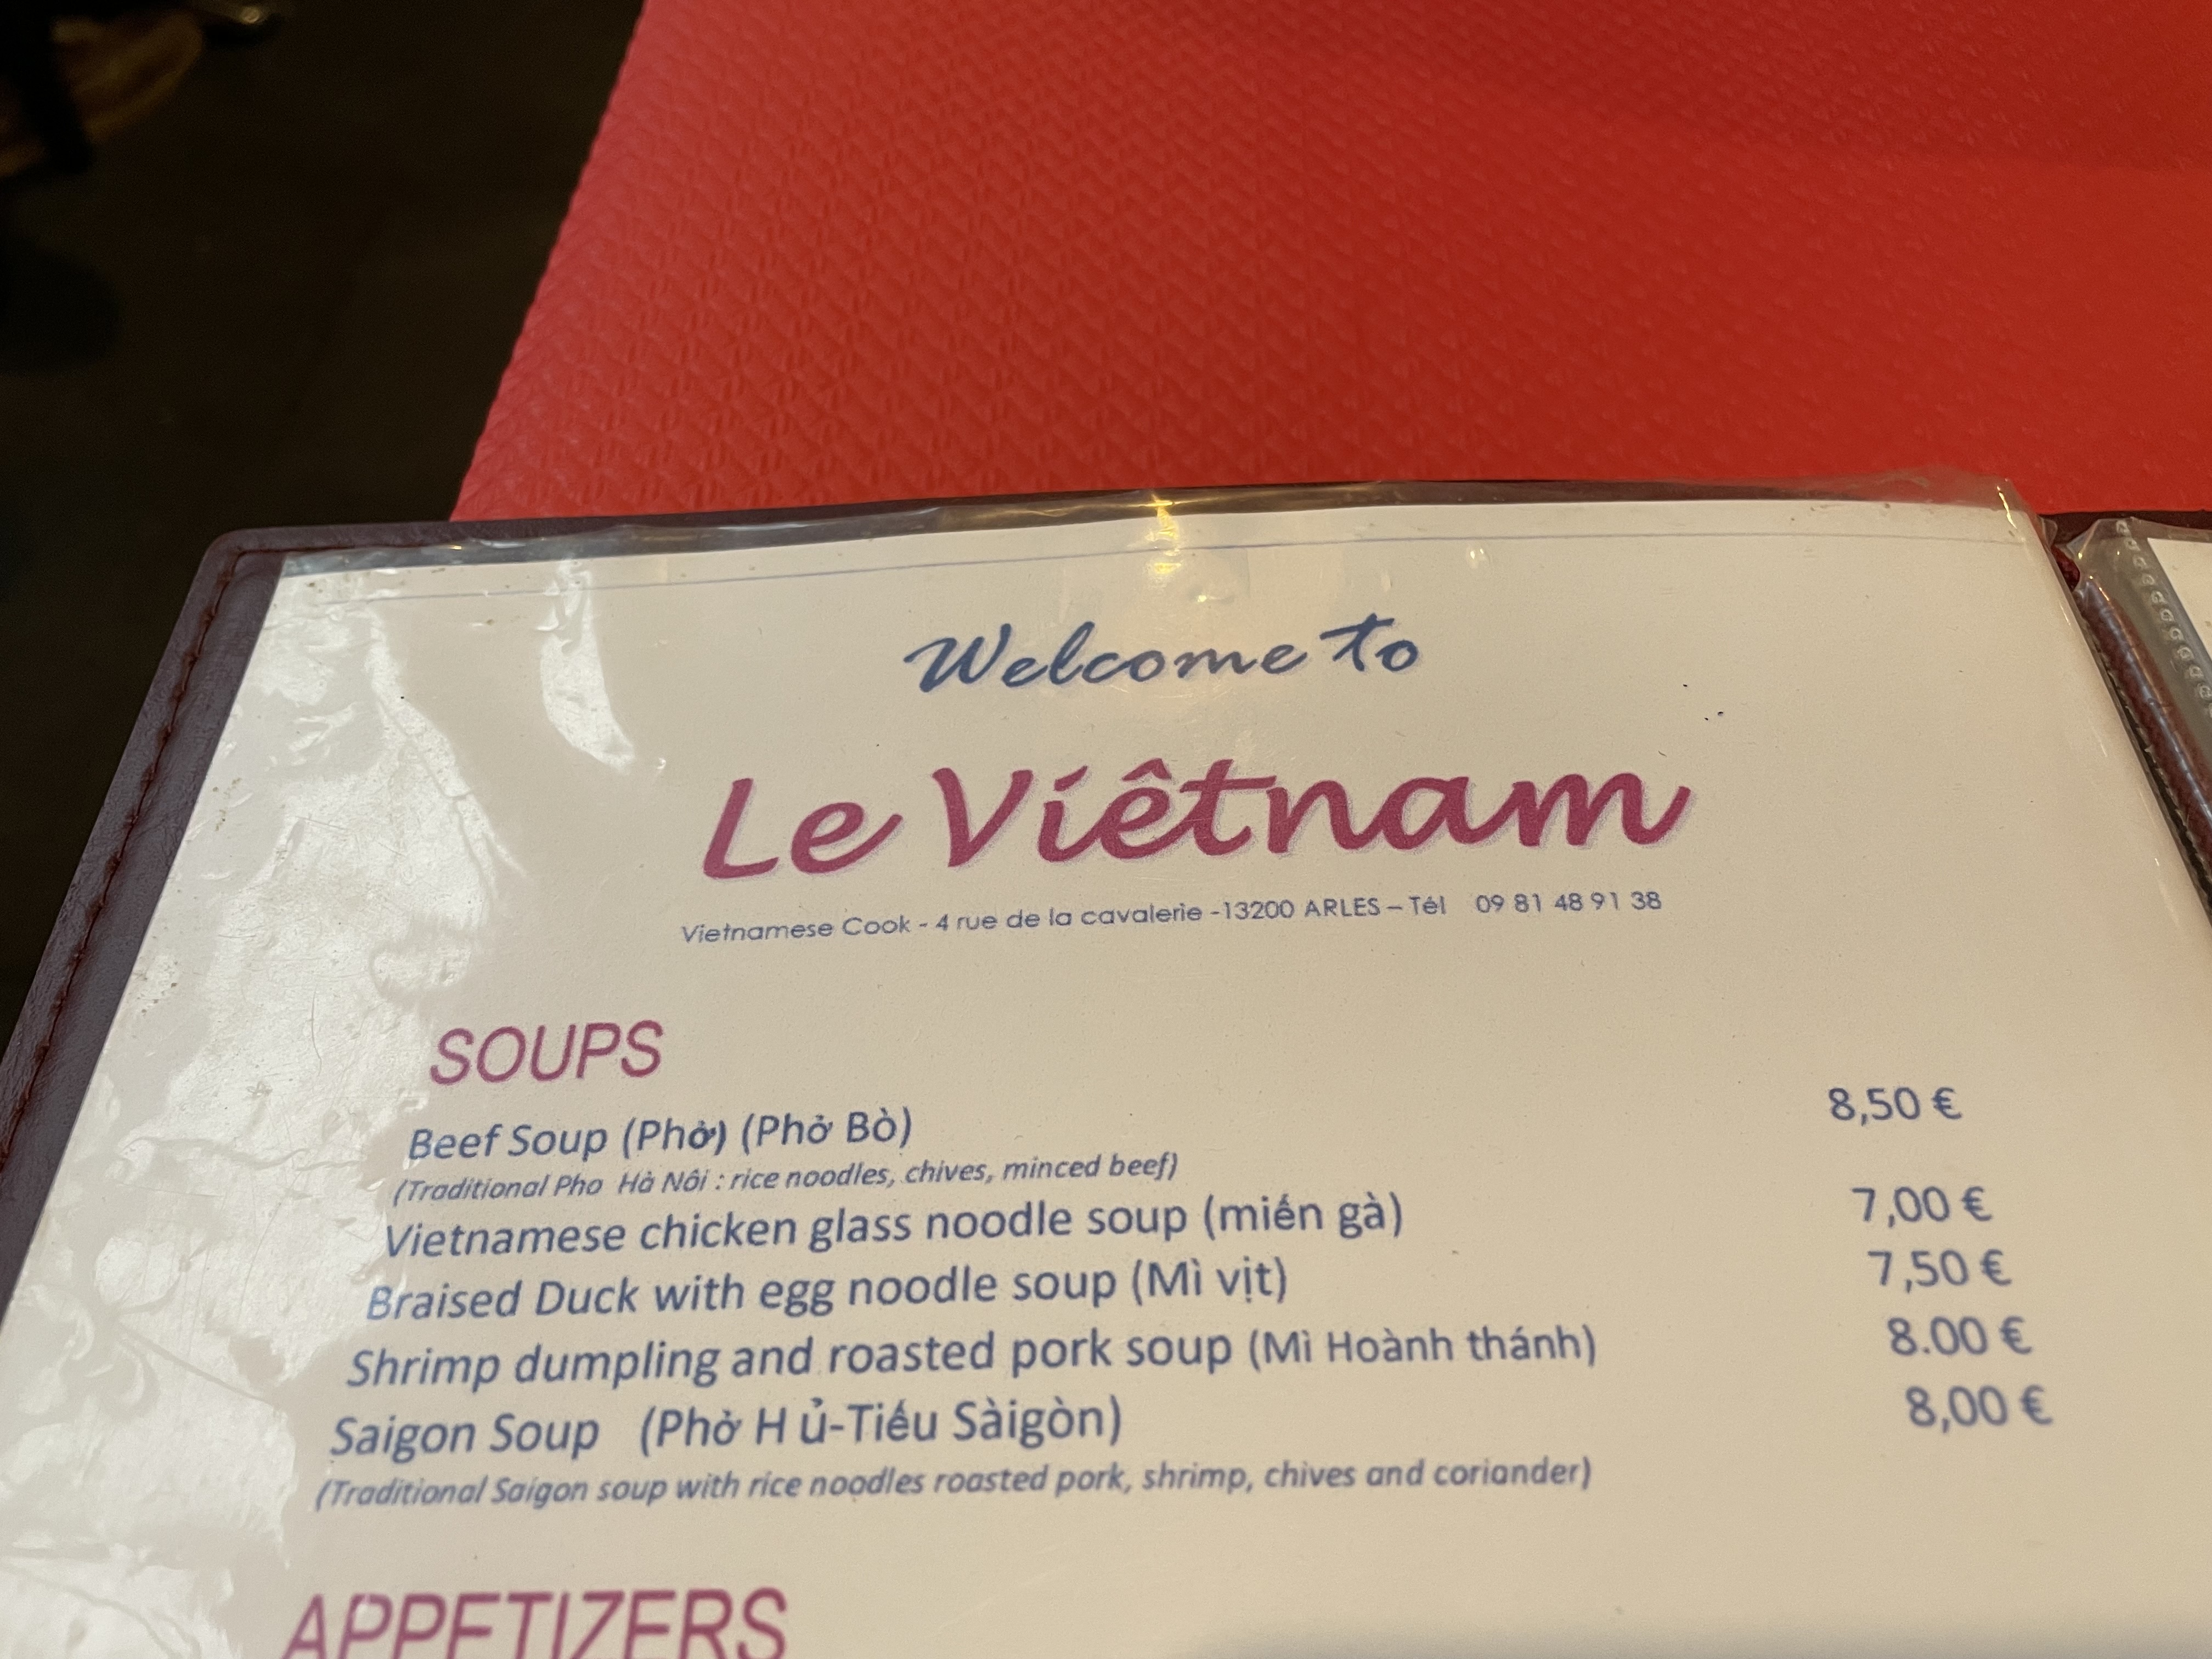 Welcome to
Le Viêtnam
Vietnamese Cook - 4 rue de la cavalerie -13200 ARLES – Tél 09 81 48 91 38
SOUPS
Beef Soup (Phở) (Phở Bò) 8,50 €
(Traditional Pho Hà Nôi : rice noodles, chives, minced beef)
Vietnamese chicken glass noodle soup (miến gà) 7,00 €
Braised Duck with egg noodle soup (Mì vịt) 7,50 €
Shrimp dumpling and roasted pork soup (Mì Hoành thánh) 8.00 €
Saigon Soup (Phở H ủ-Tiếu Sàigòn) 8,00 €
(Traditional Saigon soup with rice noodles roasted pork, shrimp, chives and coriander)
APPETIZERS